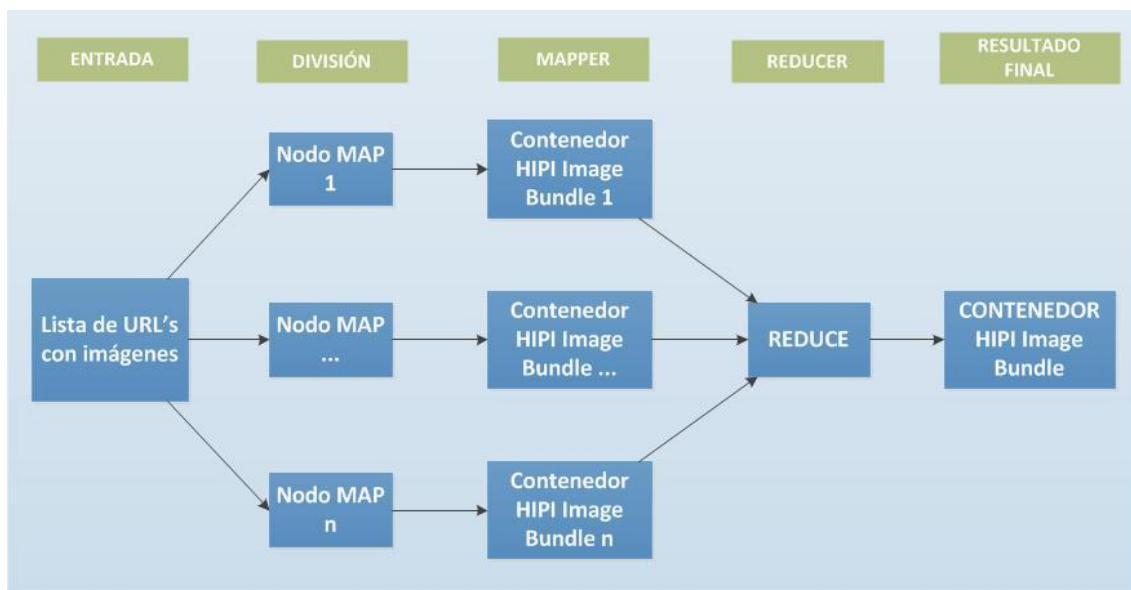 ENTRADA
DIVISIÓN
MAPPER
REDUCER
RESULTADO
FINAL
Nodo MAP
1
Contenedor
HIPI Image
Bundle 1
Lista de URL's
con imágenes
Nodo MAP
...
Contenedor
HIPI Image
Bundle ...
REDUCE
CONTENEDOR
HIPI Image
Bundle
Nodo MAP
n
Contenedor
HIPI Image
Bundle n